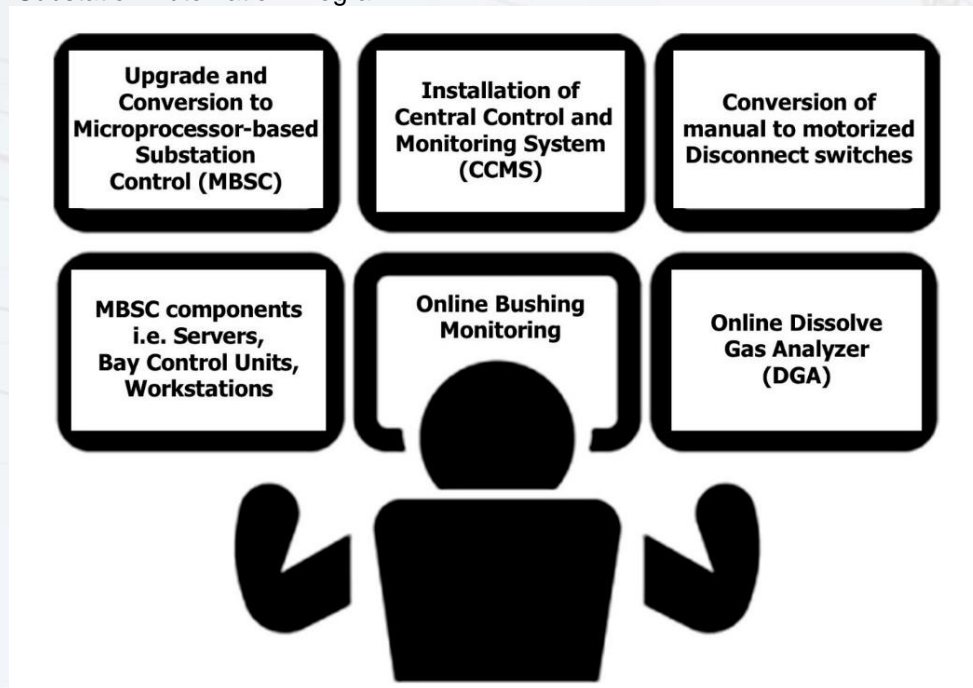 Upgrade and
Conversion to
Microprocessor-based
Substation
Control (MBSC)
Installation of
Central Control and
Monitoring System
(CCMS)
Conversion of
manual to motorized
Disconnect switches
MBSC components
i.e. Servers,
Bay Control Units,
Workstations
Online Bushing
Monitoring
Online Dissolve
Gas Analyzer
(DGA)